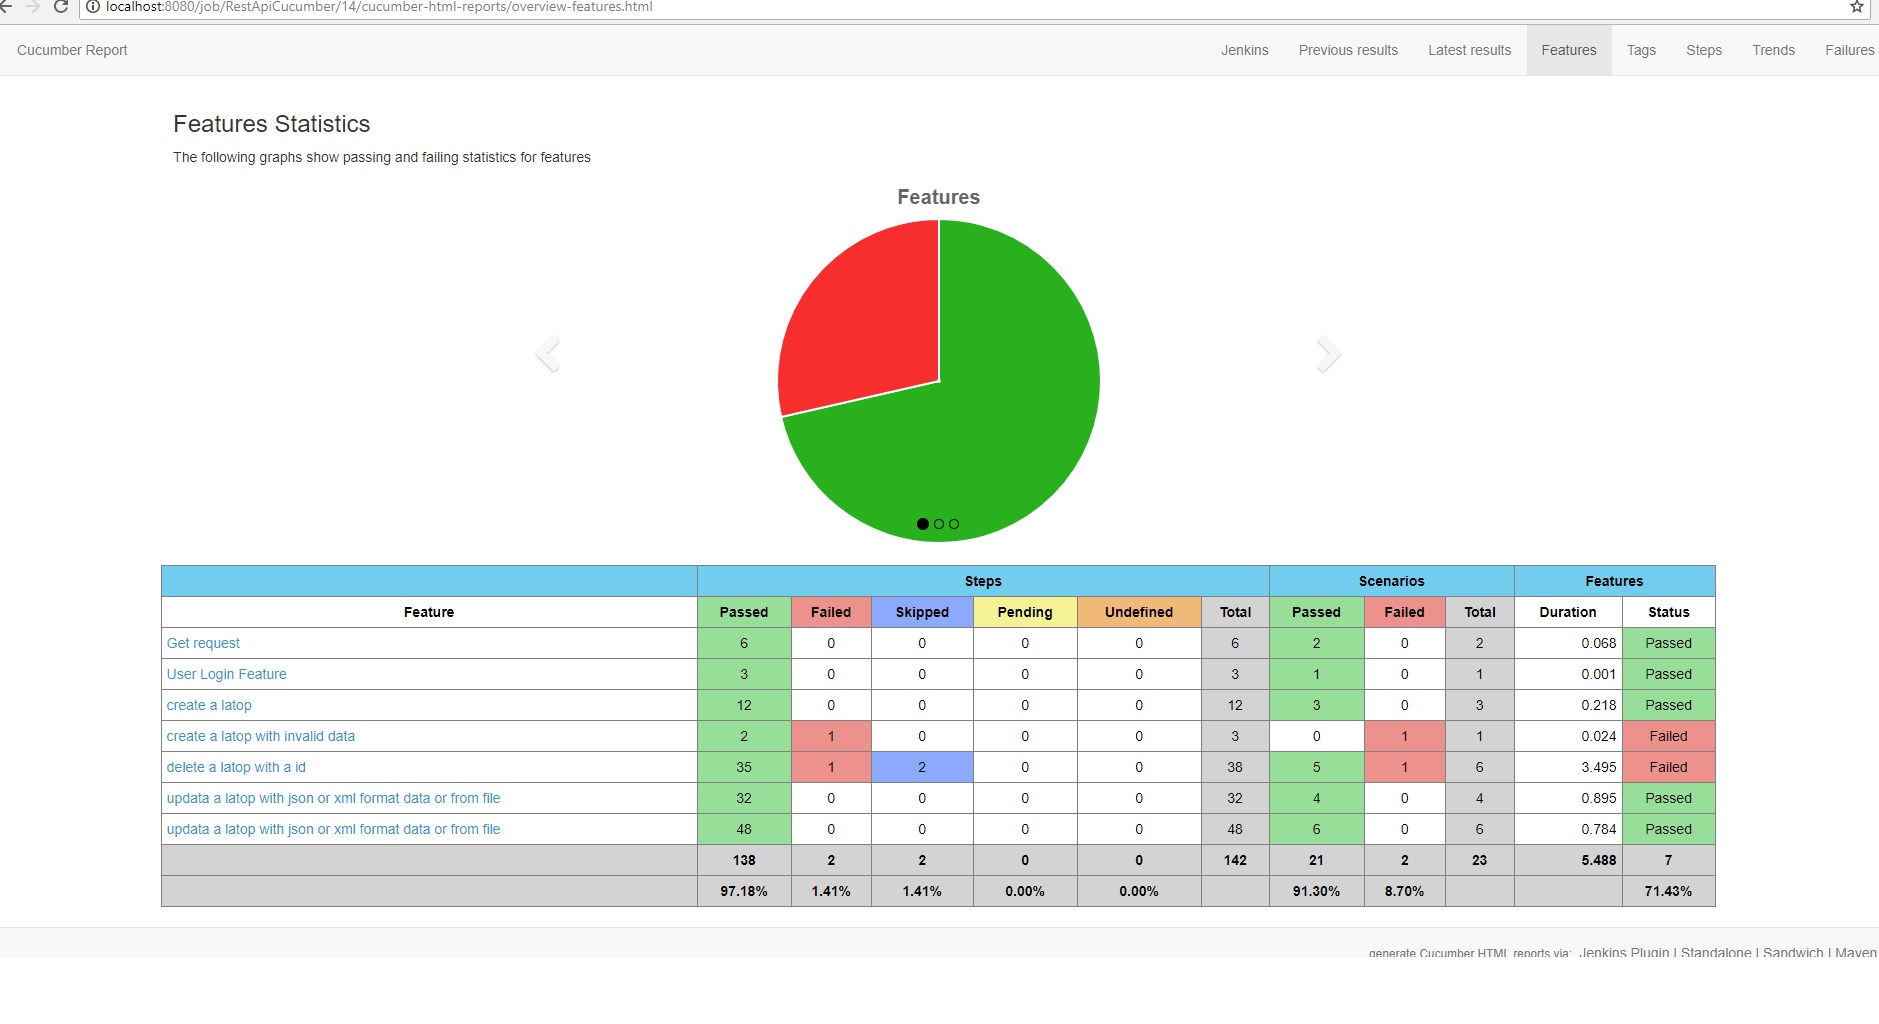 localhost:8080/job/RestApiCucumber/14/cucumber-html-reports/overview-features.html
Cucumber Report Jenkins Previous results Latest results Features Tags Steps Trends Failures
Features Statistics
The following graphs show passing and failing statistics for features
Features
Steps Scenarios Features
Feature Passed Failed Skipped Pending Undefined Total Passed Failed Total Duration Status
Get request 6 0 0 0 0 6 2 0 2 0.068 Passed
User Login Feature 3 0 0 0 0 3 1 0 1 0.001 Passed
create a latop 12 0 0 0 0 12 3 0 3 0.218 Passed
create a latop with invalid data 2 1 0 0 0 3 0 1 1 0.024 Failed
delete a latop with a id 35 1 2 0 0 38 5 1 6 3.495 Failed
updata a latop with json or xml format data or from file 32 0 0 0 0 32 4 0 4 0.895 Passed
updata a latop with json or xml format data or from file 48 0 0 0 0 48 6 0 6 0.784 Passed
138 2 2 0 0 142 21 2 23 5.488 7
97.18% 1.41% 1.41% 0.00% 0.00% 91.30% 8.70% 71.43%
generate Cucumber HTML reports via: Jenkins Plugin | Standalone | Sandwich | Maven